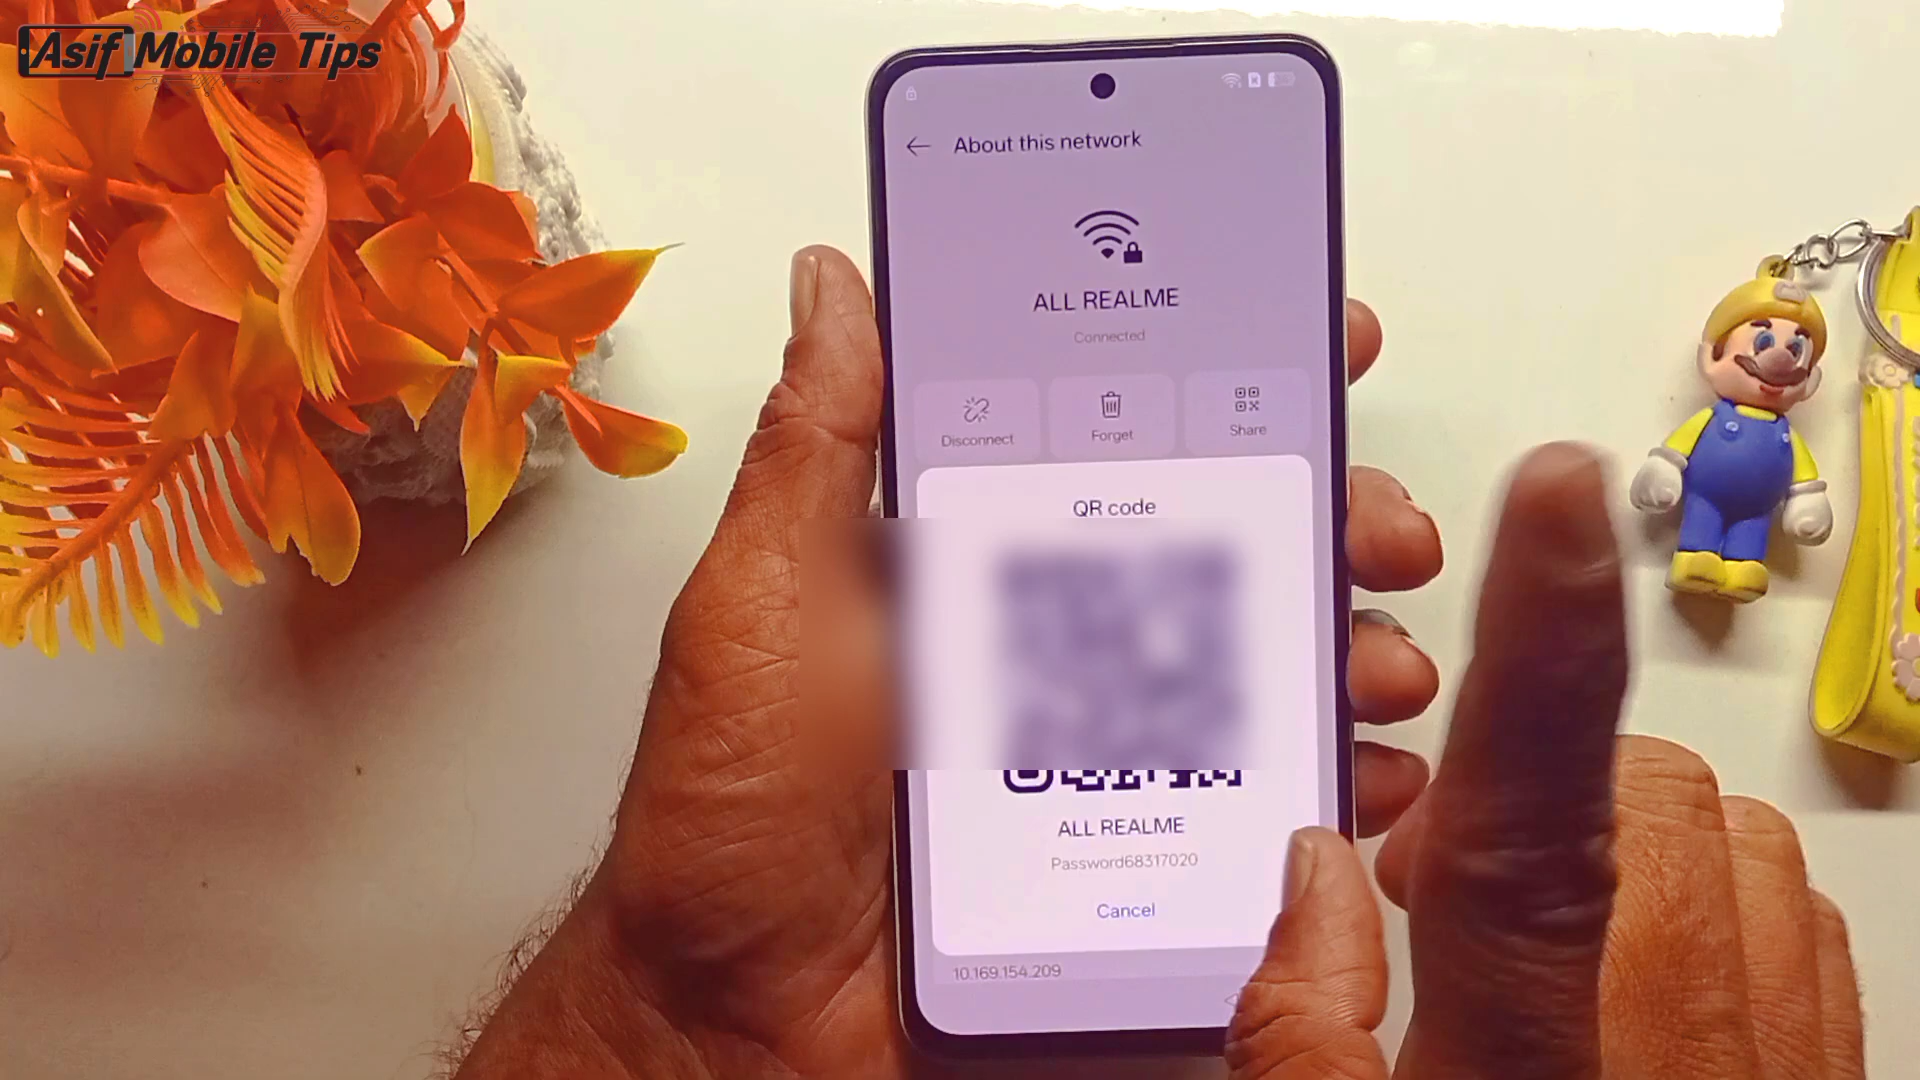 Asif Mobile Tips
About this network
ALL REALME
Connected
Disconnect
Forget
Share
QR code
ALL REALME
Password68317020
Cancel
10.169.154.209